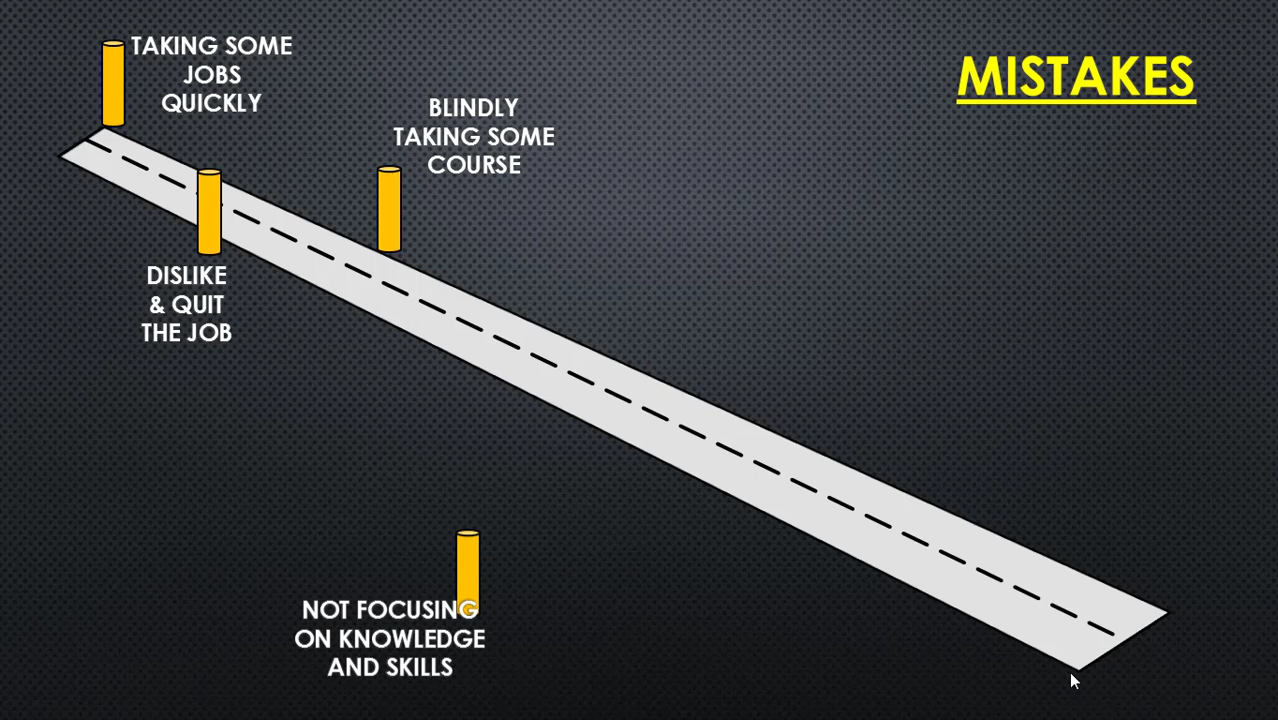 TAKING SOME
JOBS
QUICKLY
MISTAKES
BLINDLY
TAKING SOME
COURSE
DISLIKE
& QUIT
THE JOB
NOT FOCUSING
ON KNOWLEDGE
AND SKILLS